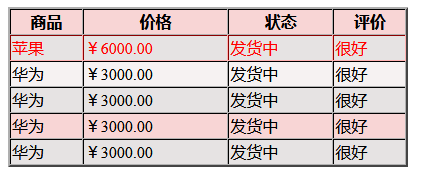 商品 价格 状态 评价
苹果 ￥6000.00 发货中 很好
华为 ￥3000.00 发货中 很好
华为 ￥3000.00 发货中 很好
华为 ￥3000.00 发货中 很好
华为 ￥3000.00 发货中 很好